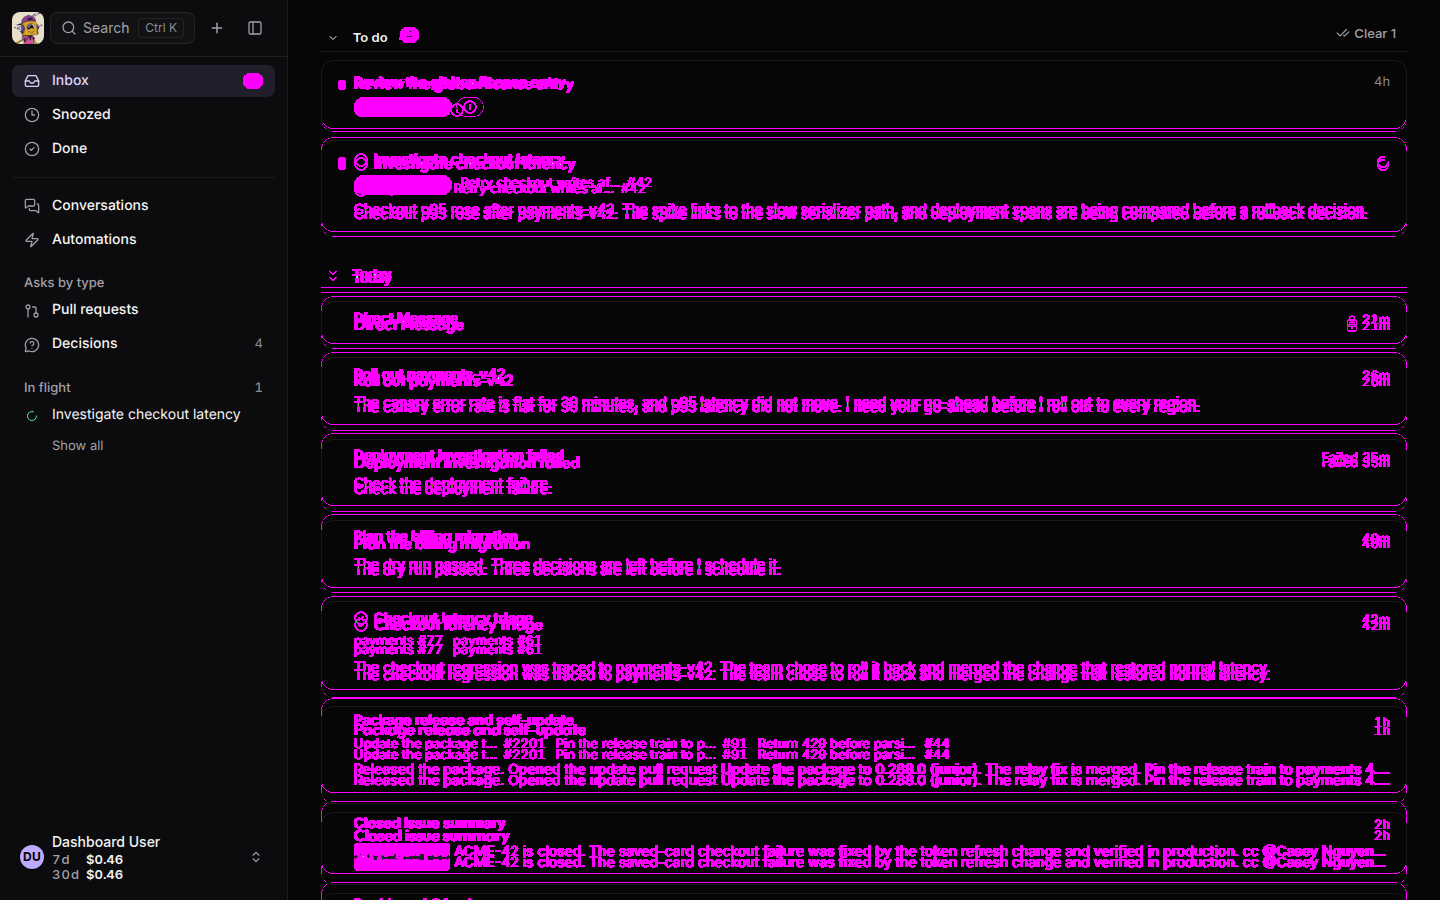 Search Ctrl K
Inbox
Snoozed
Done
Conversations
Automations
Asks by type
Pull requests
Decisions 4
In flight 1
Investigate checkout latency
Show all
Dashboard User
DU
7d $0.46
30d $0.46
To do
Clear 1
Review the
entry
4h
Investigate checkout latency
Retry checkout writes af... #42
Checkout p95 rose after payments-v42. The spike links to the slow serializer path, and deployment spans are being compared before a rollback decision.
Today
Direct Message
21m
Roll out payments-v42
The canary error rate is flat for 30 minutes, and p95 latency did not move. I need your go-ahead before I roll out to every region.
Deployment investigation failed
Failed 35m
Check the deployment failure.
Plan the billing migration
The dry run passed. Three decisions are left before I schedule it.
Checkout latency triage
42m
payments #77 payments #61
The checkout regression was traced to payments-v42. The team chose to roll it back and merged the change that restored normal latency.
Package release and self-update
1h
Update the package t... #2201 Pin the release train to p... #91 Return 429 before parsi... #44
Released the package. Opened the update pull request Update the package to 0.288.0 (junior). The relay fix is merged. Pin the release train to payments 4...
Closed issue summary
2h
ACME-42 is closed. The saved-card checkout failure was fixed by the token refresh change and verified in production. cc @Casey Nguyen